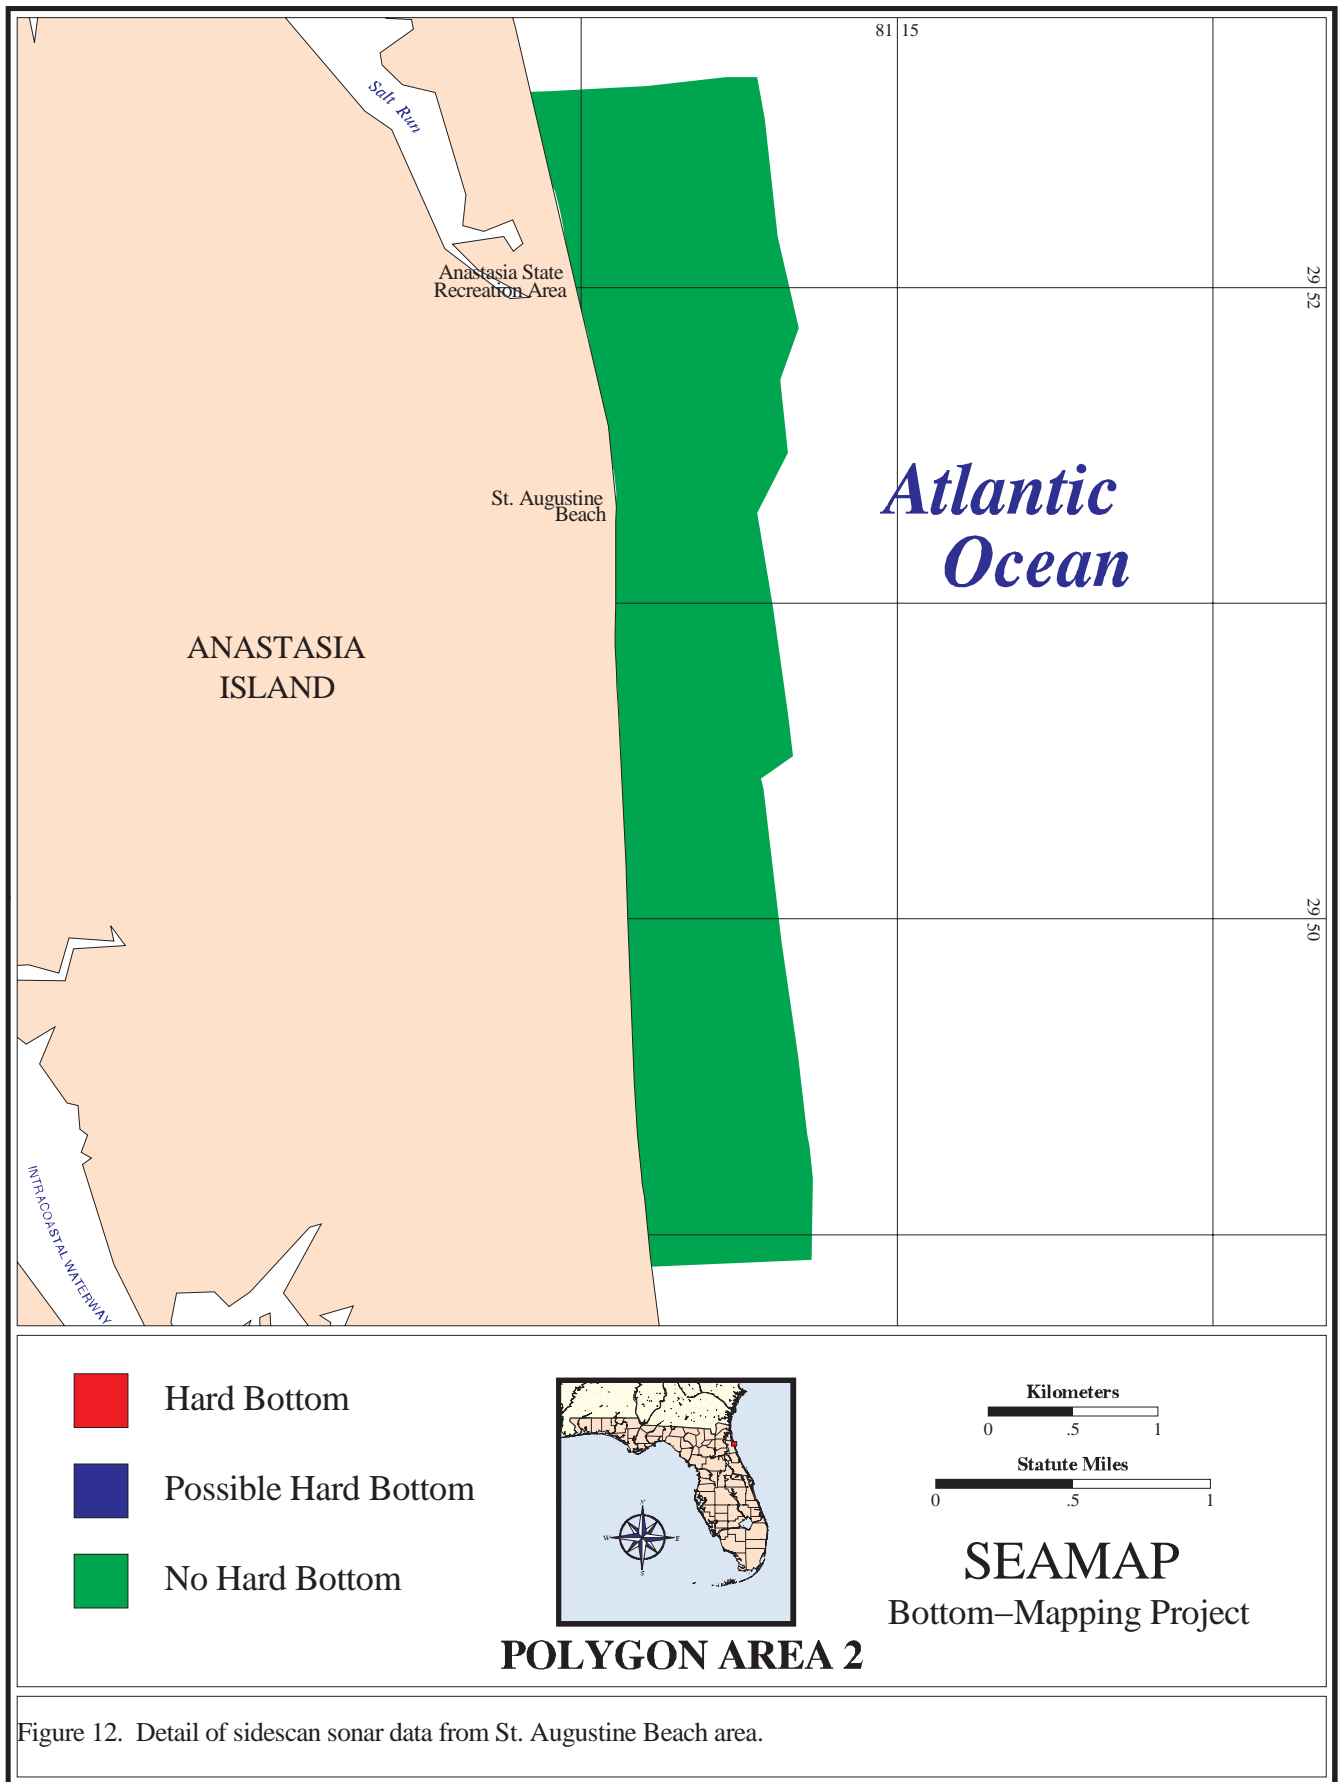 81 15
Salt Run
Anastasia State
Recreation Area
29 52
St. Augustine
Beach
Atlantic
Ocean
ANASTASIA
ISLAND
29 50
INTRACOASTAL WATERWAY
Hard Bottom
Possible Hard Bottom
No Hard Bottom
N
W
E
S
POLYGON AREA 2
Kilometers
0 .5 1
Statute Miles
0 .5 1
SEAMAP
Bottom–Mapping Project
Figure 12. Detail of sidescan sonar data from St. Augustine Beach area.